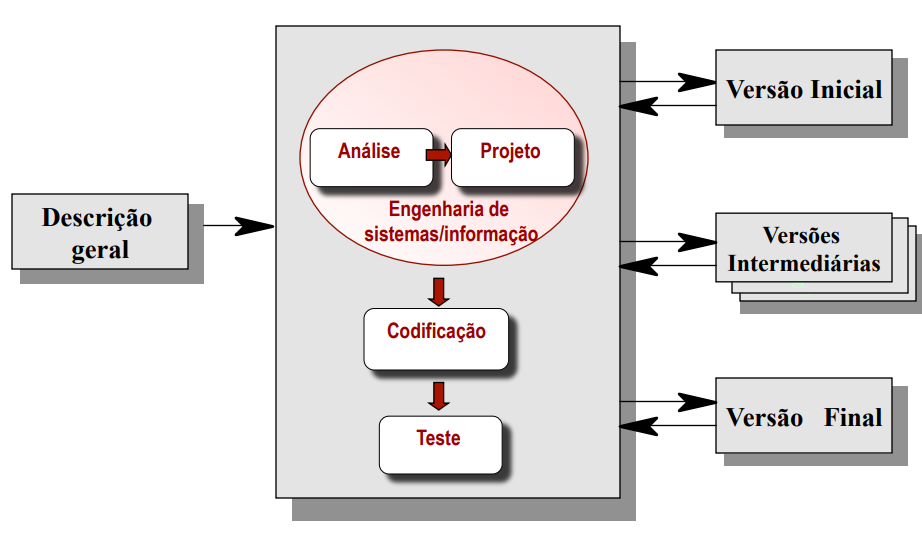 Descrição
geral
Análise
Projeto
Engenharia de
sistemas/informação
Codificação
Teste
Versão Inicial
Versões
Intermediárias
Versão Final